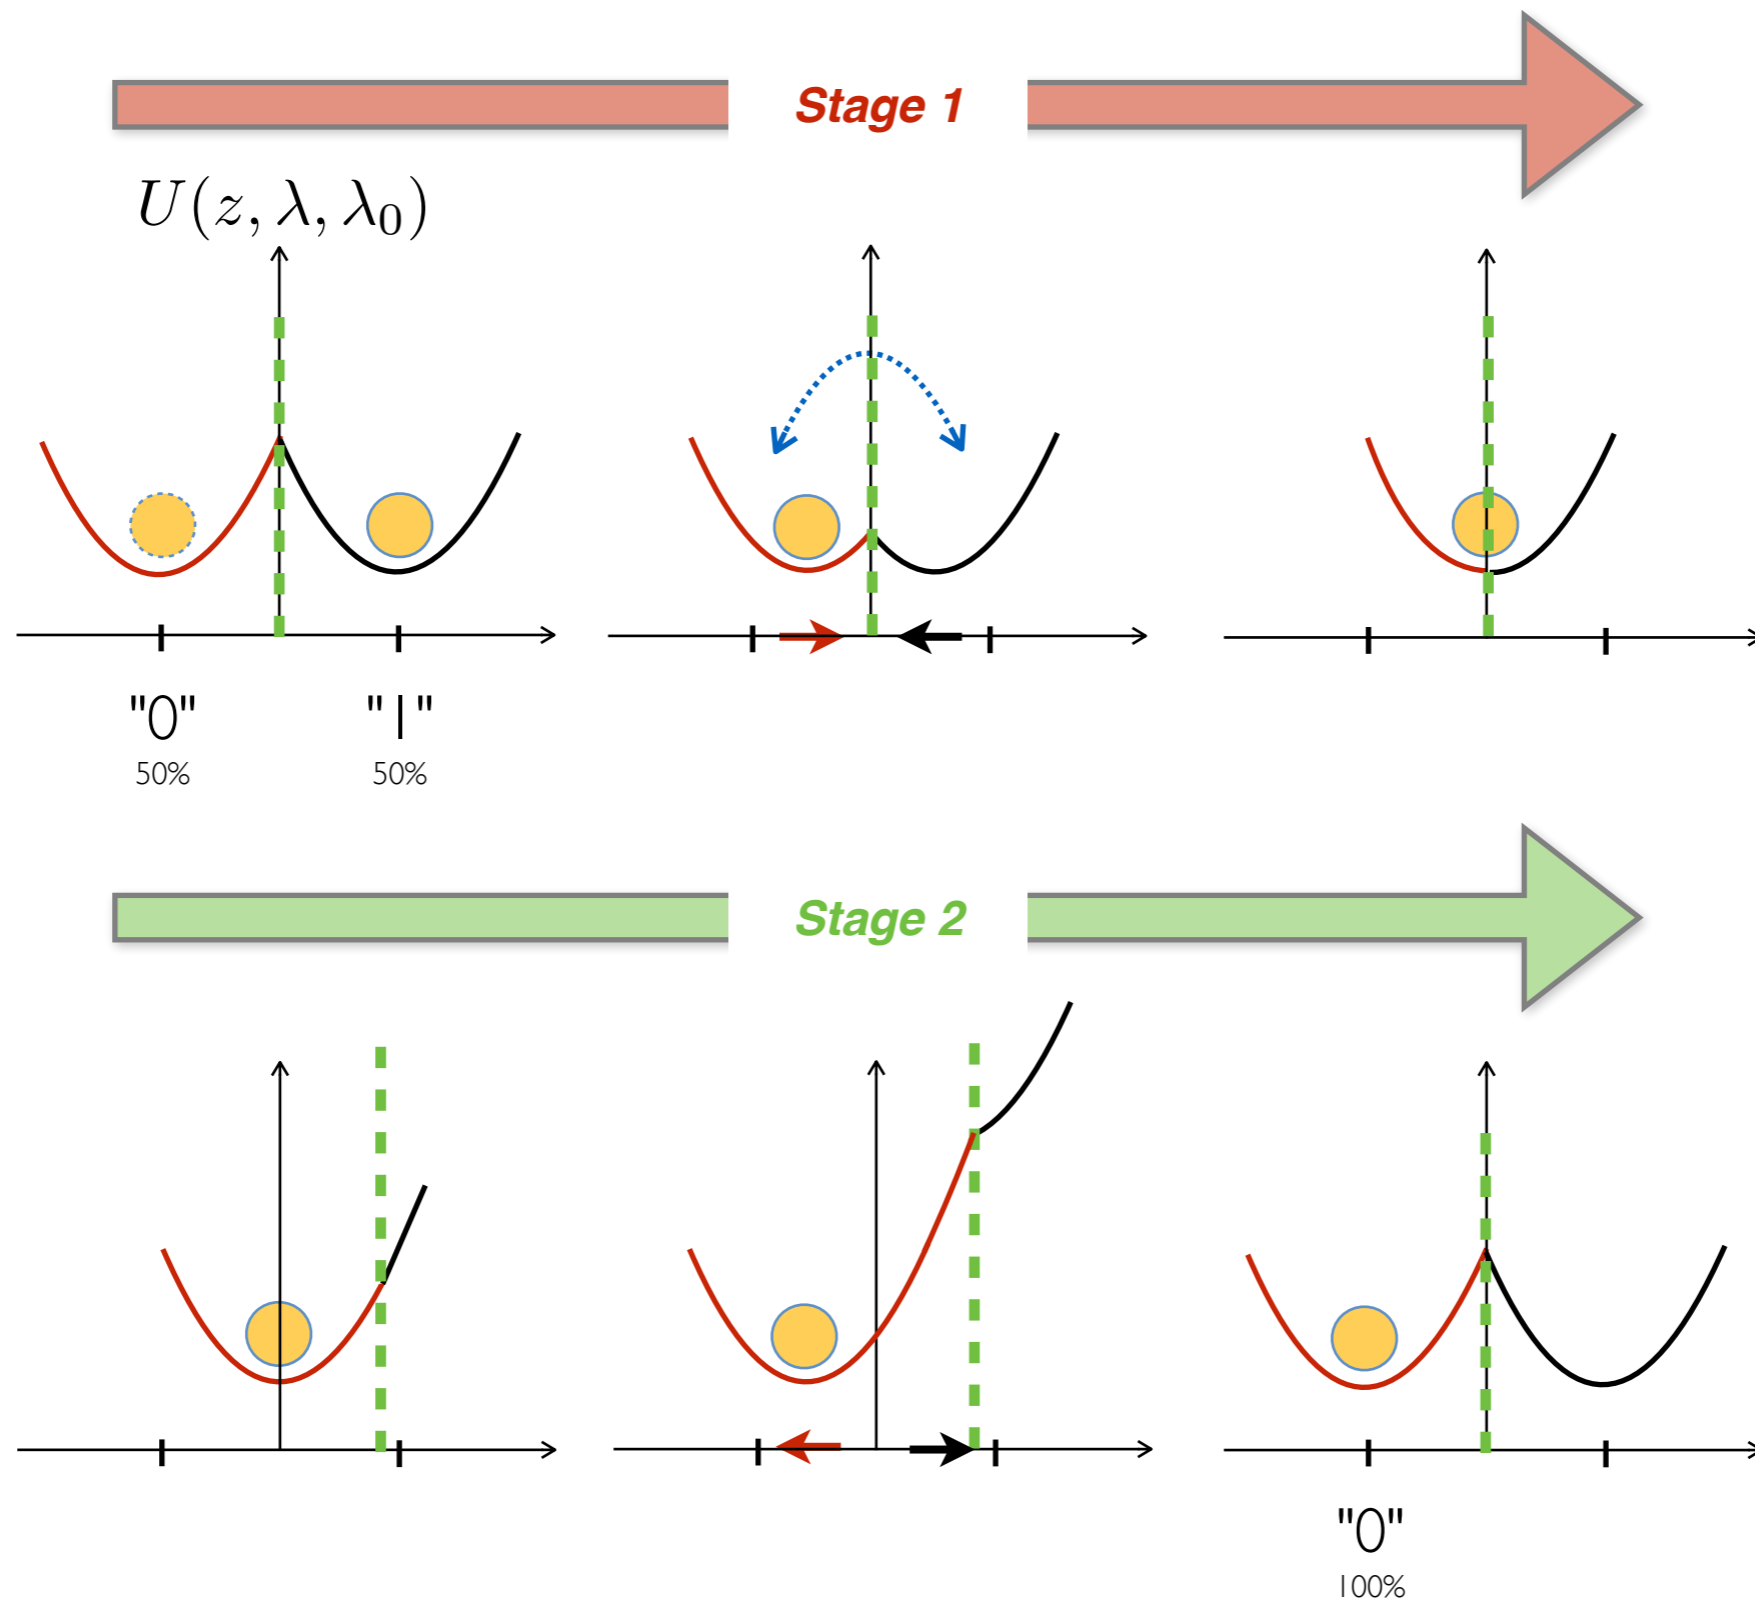 Stage 1
U(z, λ, λ₀)
"0" "1"
50% 50%
Stage 2
"0"
100%